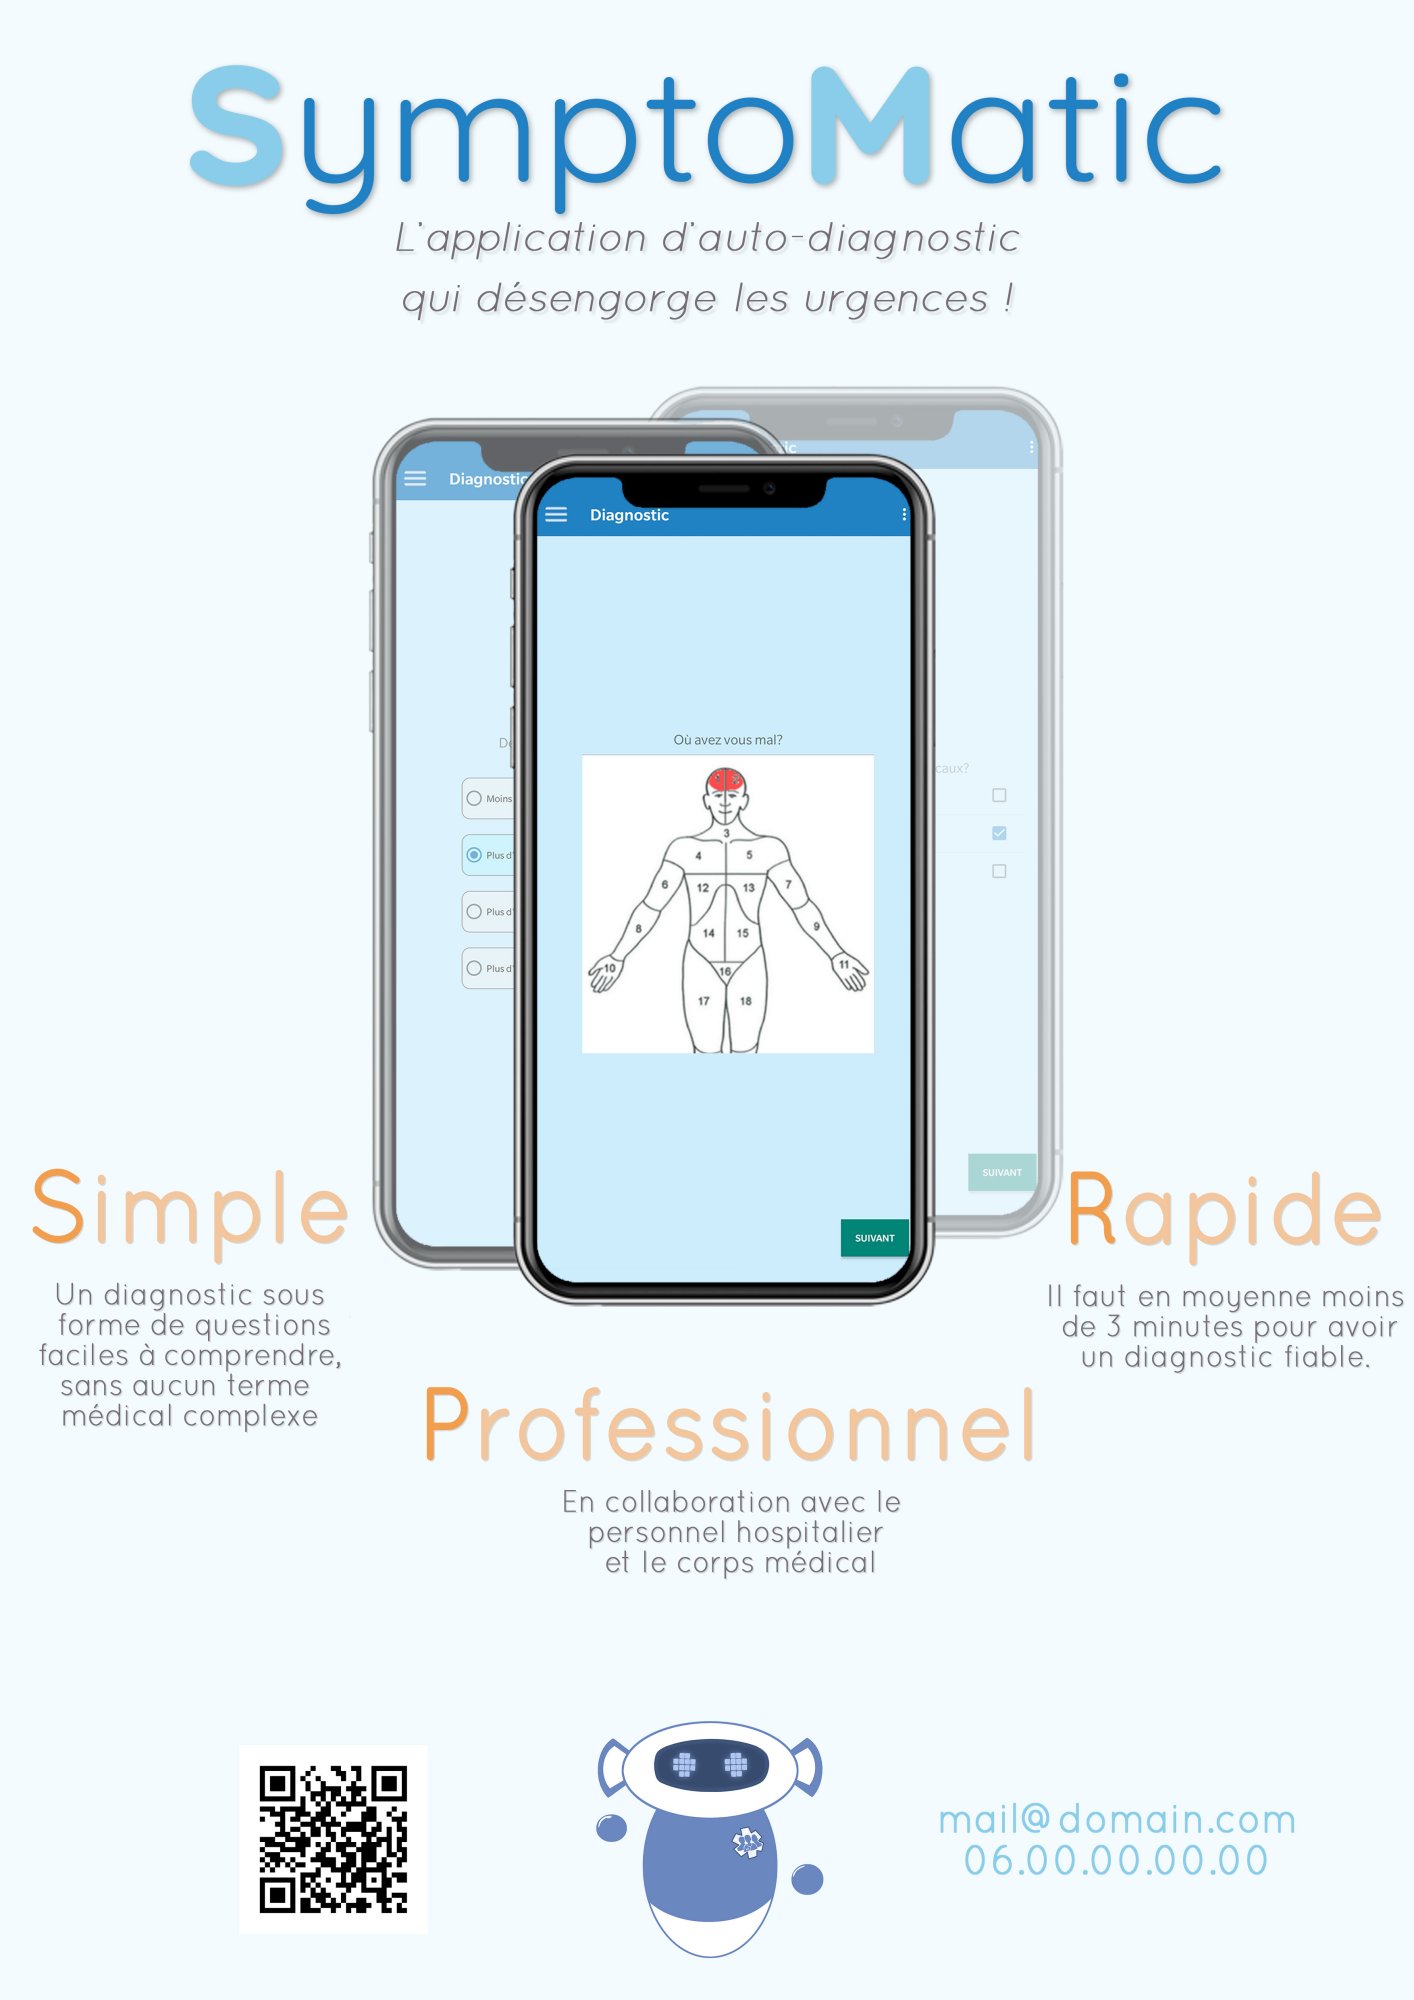 SymptoMatic
L'application d'auto-diagnostic
qui désengorge les urgences !
Diagnostic
Diagnostic
Où avez vous mal?
Moins
Plus
Plus
Plus
3
4 5
6 12 13 7
8 14 15 9
10 16 11
17 18
SUIVANT
SUIVANT
Simple
Un diagnostic sous
forme de questions
faciles à comprendre,
sans aucun terme
médical complexe
Rapide
Il faut en moyenne moins
de 3 minutes pour avoir
un diagnostic fiable.
Professionnel
En collaboration avec le
personnel hospitalier
et le corps médical
mail@domain.com
06.00.00.00.00